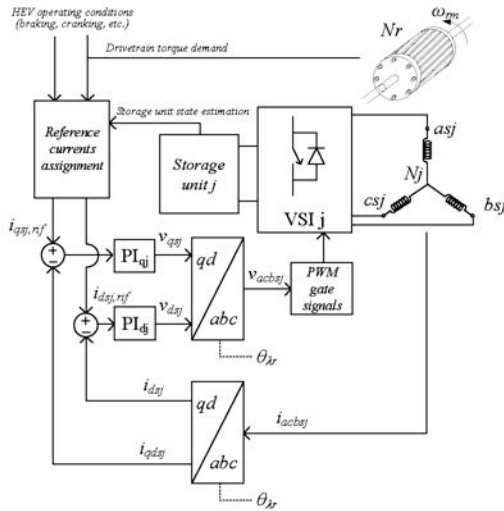 HEV operating conditions
(braking, cranking, etc.)
Drivetrain torque demand
Nr
ωrm
Reference
currents
assignment
Storage unit state estimation
Storage
unit j
VSI j
asj
Nj
csj
bsj
iqsj,rif
PIqj
vqsj
qd
abc
vacbsj
PWM
gate
signals
idsj,rif
PIdj
vdsj
θλr
idsj
qd
abc
iacbsj
iqdsj
θλr